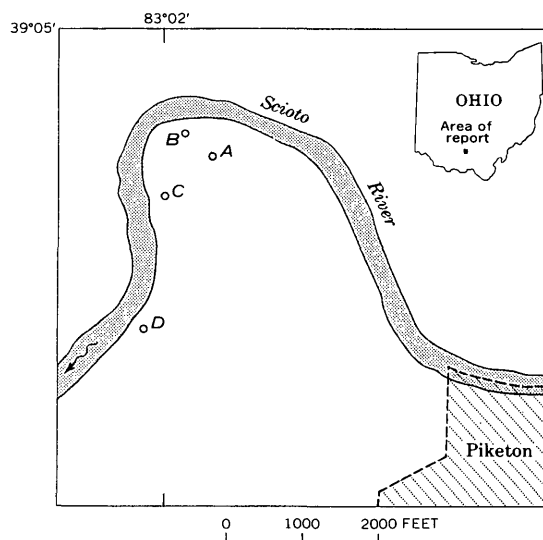 83°02'
39°05'
Scioto
River
OHIO
Area of
report
B
A
C
D
Piketon
0 1000 2000 FEET